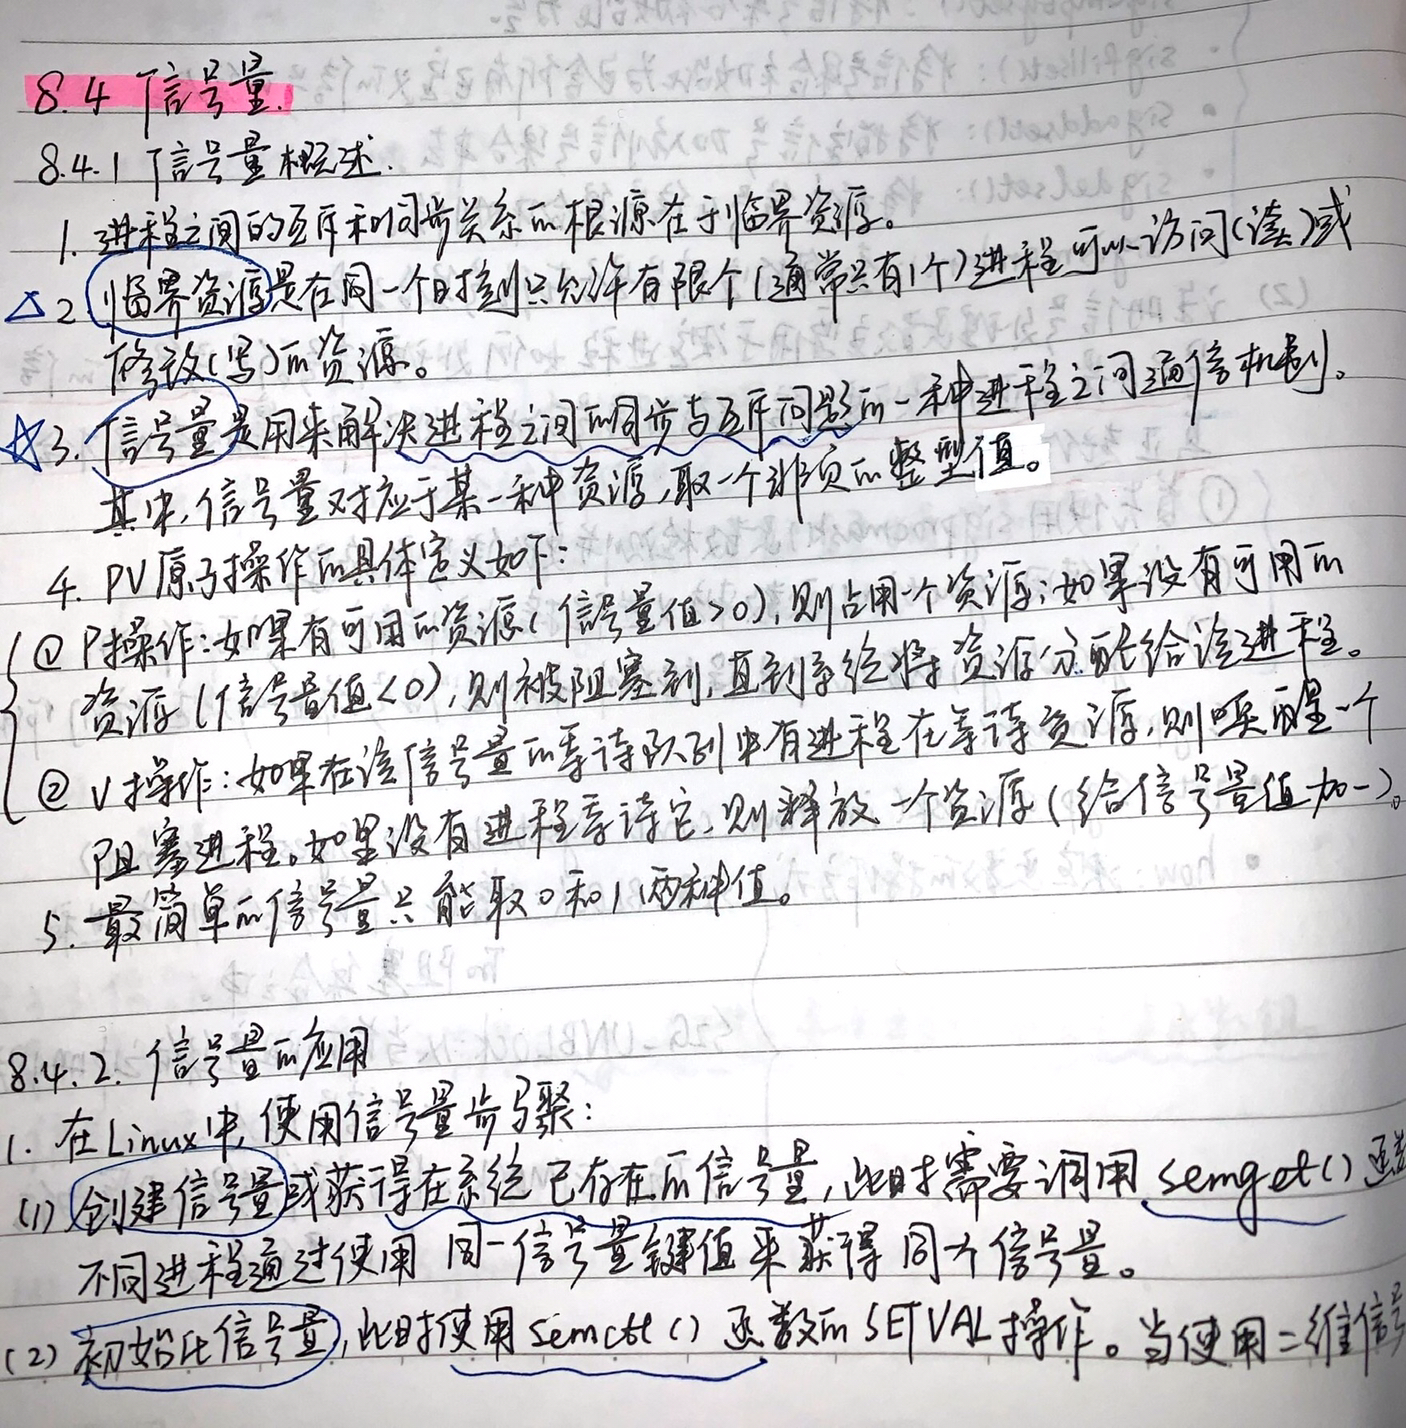 8.4 信号量.
8.4.1 信号量概述.
1. 进程之间的互斥和同步关系的根源在于临界资源。
△ 2 临界资源是在同一个时刻只允许有限个(通常只有1个)进程可以访问(读)或
修改(写)的资源。
☆3. 信号量是用来解决进程之间的同步与互斥问题的一种进程之间通信机制。
其中,信号量对应于某一种资源,取一个非负的整型值。
4. PV原子操作的具体定义如下:
① P操作:如果有可用的资源(信号量值>0),则占用一个资源;如果没有可用的
资源(信号量值<0),则被阻塞到,直到系统将资源分配给该进程。
② V操作:如果在该信号量的等待队列中有进程在等待资源,则唤醒一个
阻塞进程。如果没有进程等待它,则释放一个资源(给信号量值加一)。
5. 最简单的信号量只能取0和1两种值。
8.4.2. 信号量的应用
1. 在Linux中,使用信号量步骤:
(1) 创建信号量或获得在系统已存在的信号量,此时需要调用 semget() 函数
不同进程通过使用 同一信号量键值来获得 同一个信号量。
(2) 初始化信号量,此时使用 semctl() 函数的 SETVAL操作。当使用二维信号